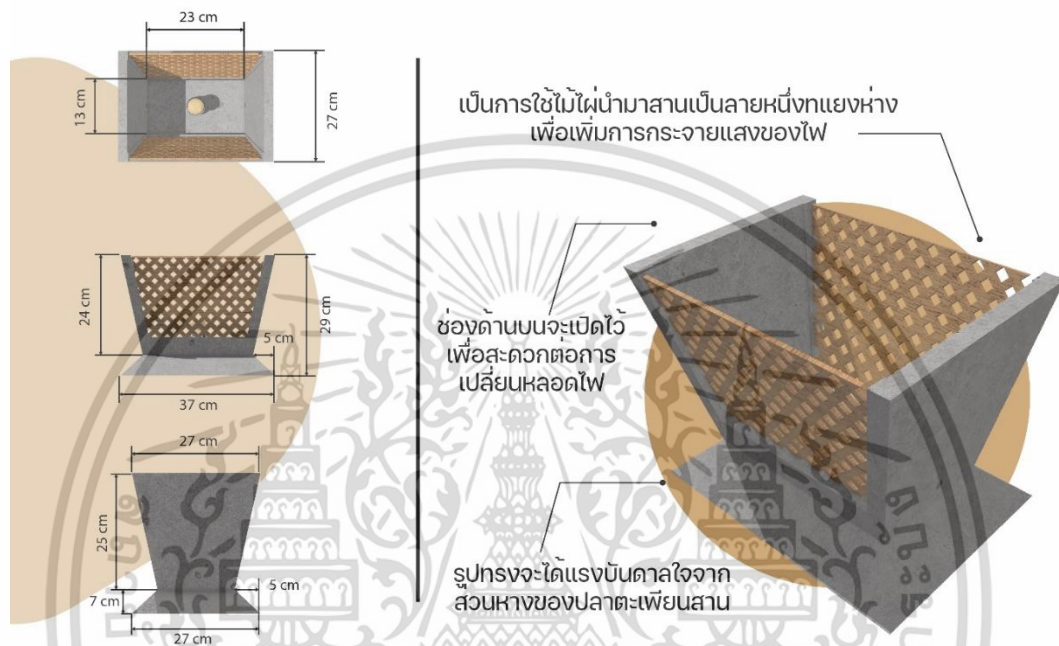 23 cm
13 cm
27 cm
24 cm
29 cm
5 cm
37 cm
27 cm
25 cm
5 cm
7 cm
27 cm
เป็นการใช้ไม้ไผ่นำมาสานเป็นลายหนึ่งทแยงห่าง
เพื่อเพิ่มการกระจายแสงของไฟ
ช่องด้านบนจะเปิดไว้
เพื่อสะดวกต่อการ
เปลี่ยนหลอดไฟ
รูปทรงจะได้แรงบันดาลใจจาก
ส่วนหางของปลาตะเพียนสาน